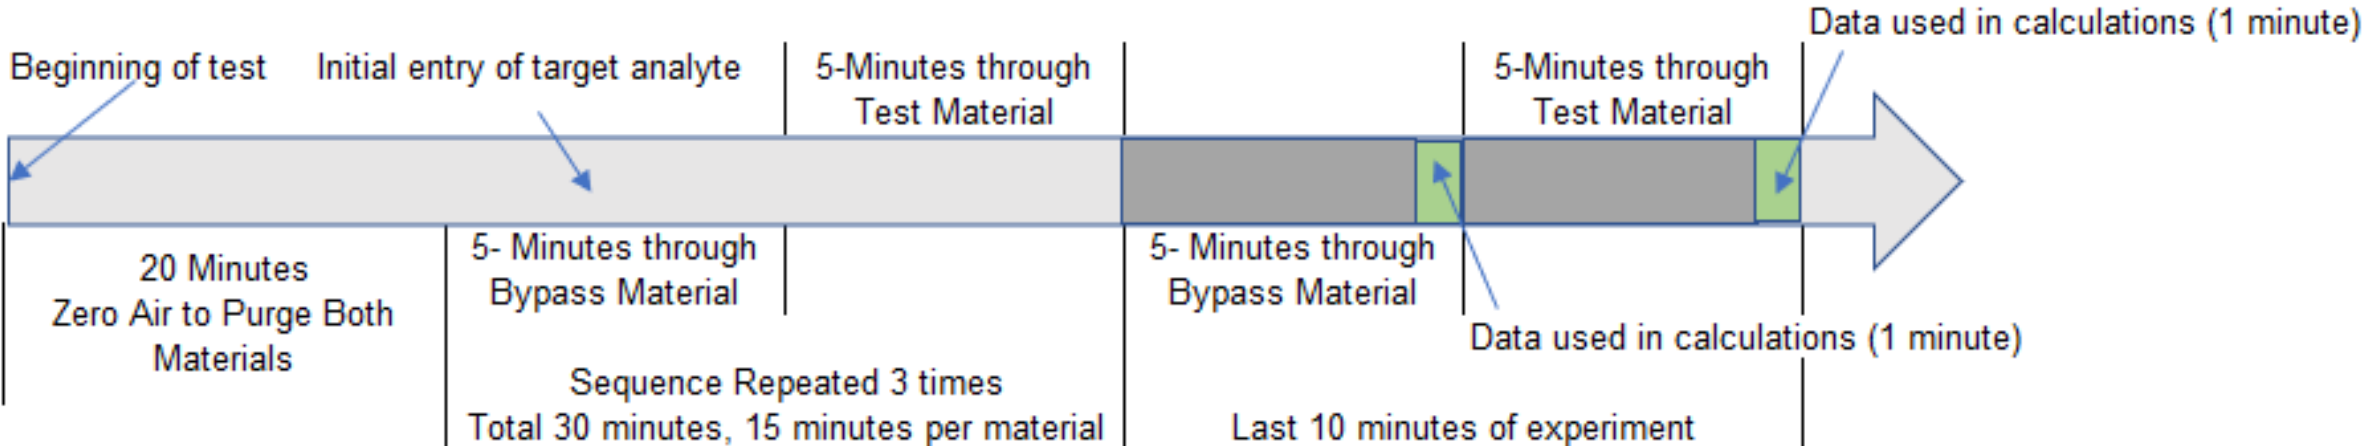 Data used in calculations (1 minute)
Beginning of test
Initial entry of target analyte
5-Minutes through
Test Material
5-Minutes through
Test Material
20 Minutes
Zero Air to Purge Both
Materials
5- Minutes through
Bypass Material
5- Minutes through
Bypass Material
Data used in calculations (1 minute)
Sequence Repeated 3 times
Total 30 minutes, 15 minutes per material
Last 10 minutes of experiment